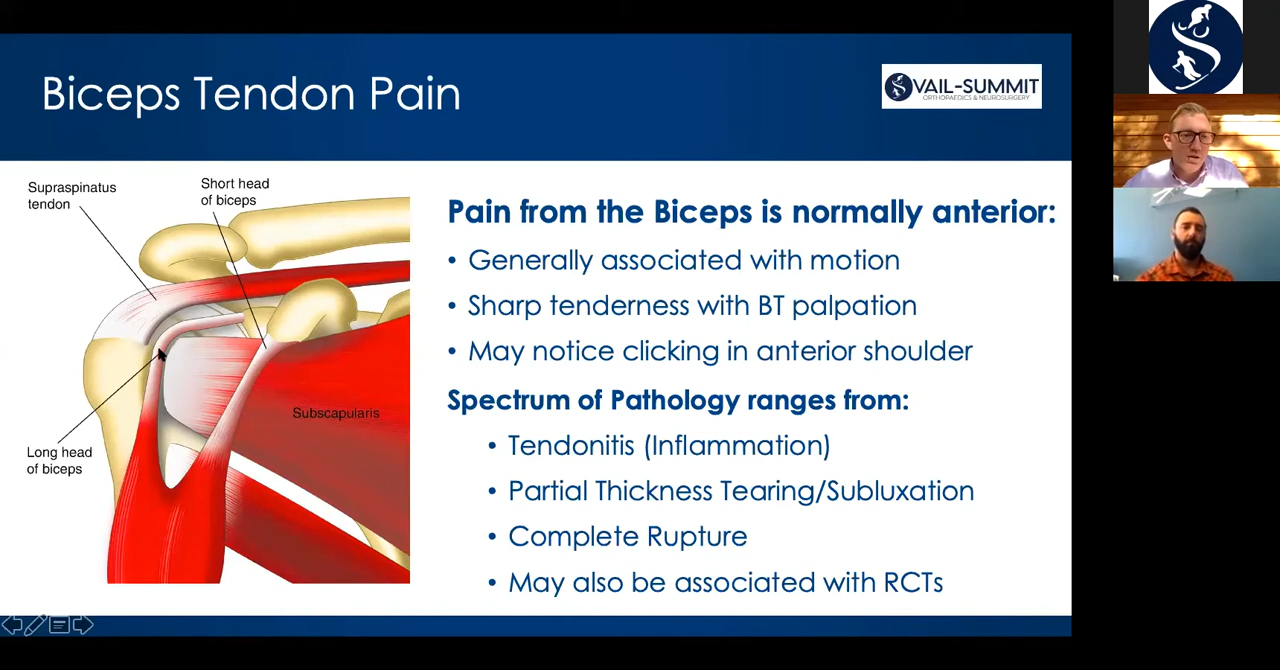 Biceps Tendon Pain
VAIL-SUMMIT
ORTHOPAEDICS & NEUROSURGERY
Supraspinatus
tendon
Short head
of biceps
Subscapularis
Long head
of biceps
Pain from the Biceps is normally anterior:
• Generally associated with motion
• Sharp tenderness with BT palpation
• May notice clicking in anterior shoulder
Spectrum of Pathology ranges from:
• Tendonitis (Inflammation)
• Partial Thickness Tearing/Subluxation
• Complete Rupture
• May also be associated with RCTs